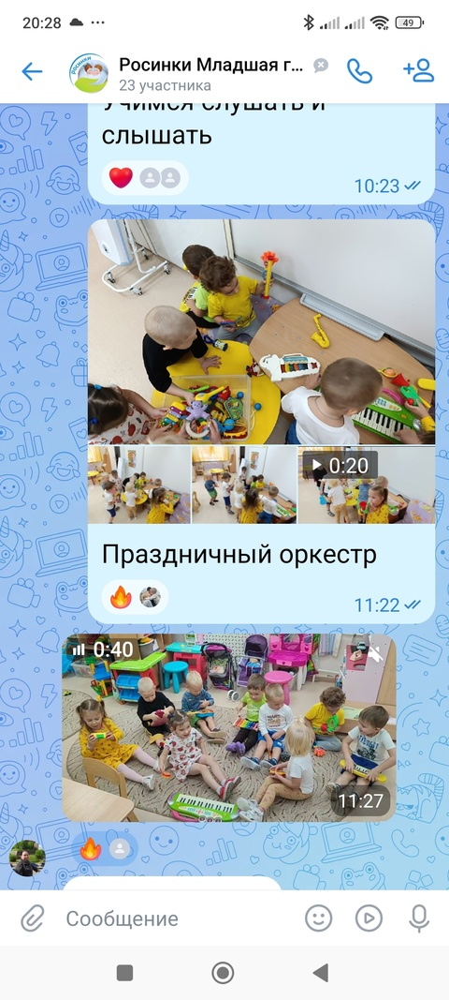 20:28
49
Росинки Младшая г...
23 участника
Учимся слушать и
слышать
10:23
0:20
Праздничный оркестр
11:22
0:40
11:27
Сообщение